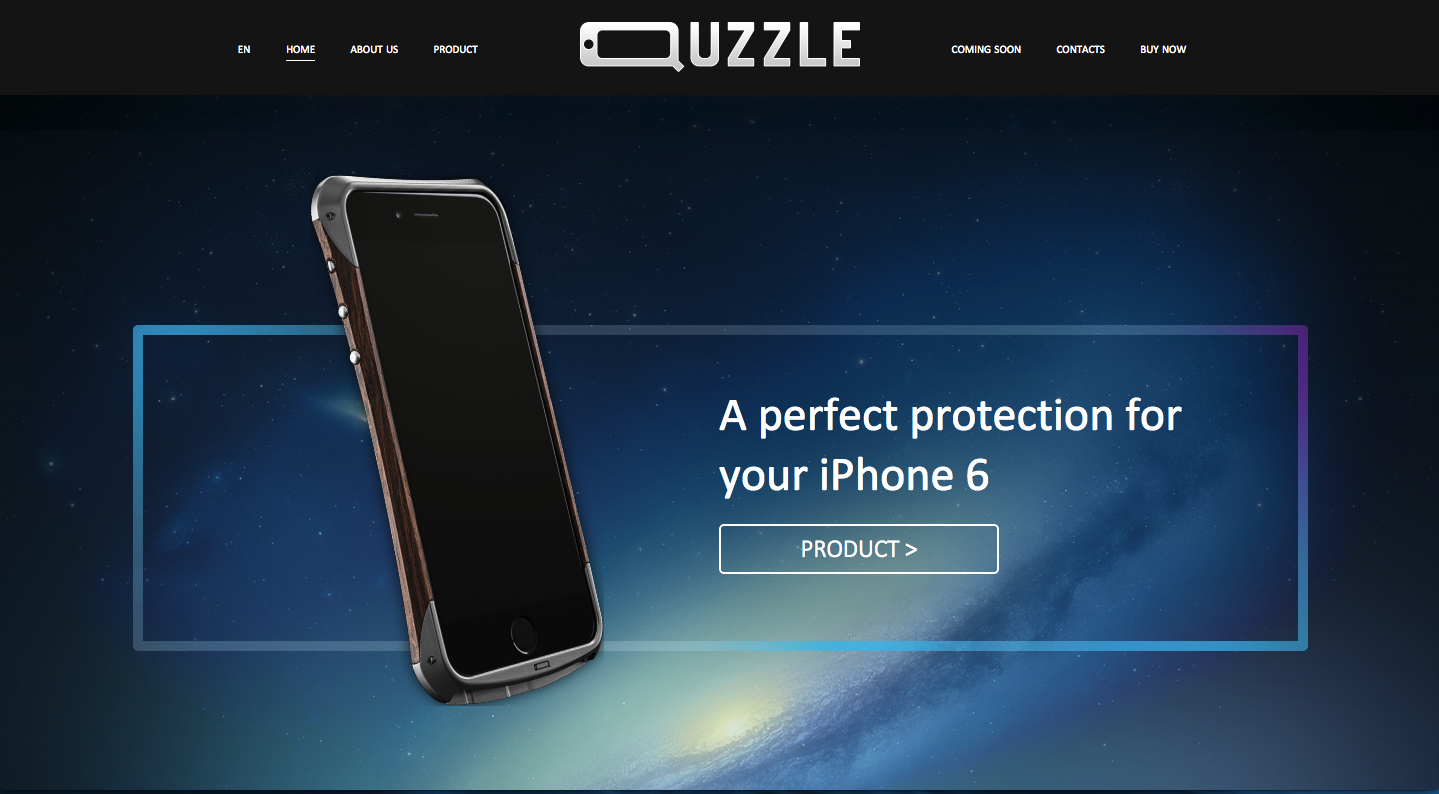 EN
HOME
ABOUT US
PRODUCT
QUZZLE
COMING SOON
CONTACTS
BUY NOW
A perfect protection for
your iPhone 6
PRODUCT >